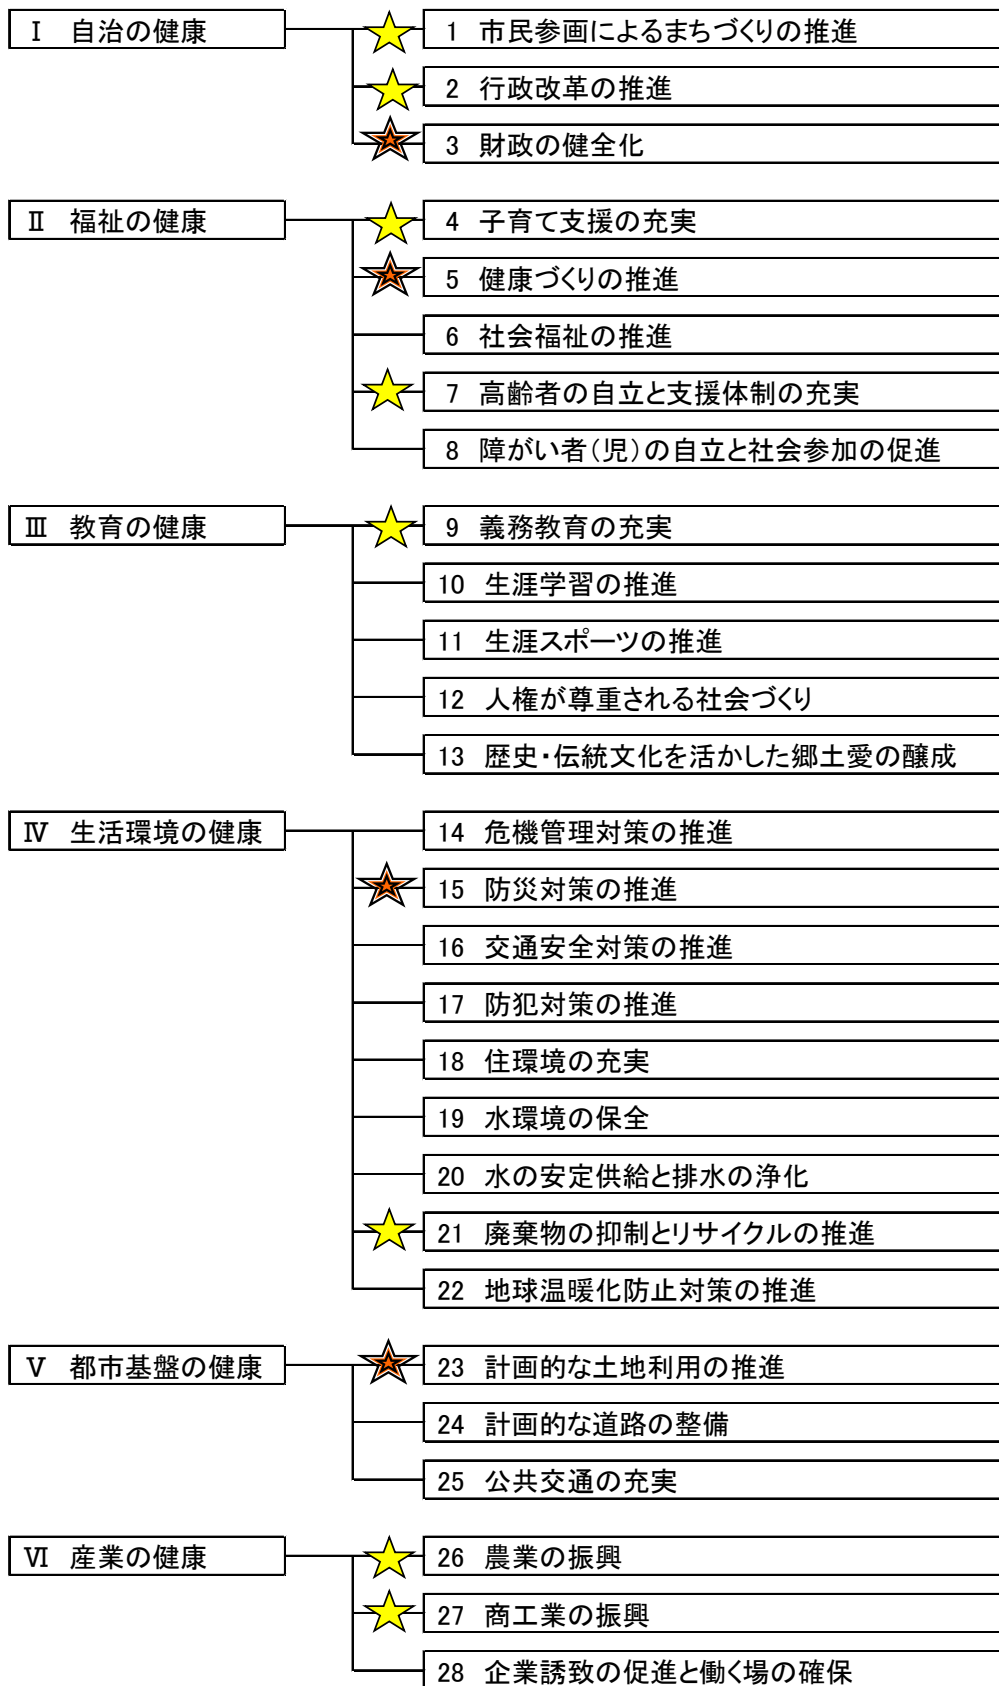 Ⅰ 自治の健康
1 市民参画によるまちづくりの推進
2 行政改革の推進
3 財政の健全化
Ⅱ 福祉の健康
4 子育て支援の充実
5 健康づくりの推進
6 社会福祉の推進
7 高齢者の自立と支援体制の充実
8 障がい者(児)の自立と社会参加の促進
Ⅲ 教育の健康
9 義務教育の充実
10 生涯学習の推進
11 生涯スポーツの推進
12 人権が尊重される社会づくり
13 歴史・伝統文化を活かした郷土愛の醸成
Ⅳ 生活環境の健康
14 危機管理対策の推進
15 防災対策の推進
16 交通安全対策の推進
17 防犯対策の推進
18 住環境の充実
19 水環境の保全
20 水の安定供給と排水の浄化
21 廃棄物の抑制とリサイクルの推進
22 地球温暖化防止対策の推進
Ⅴ 都市基盤の健康
23 計画的な土地利用の推進
24 計画的な道路の整備
25 公共交通の充実
Ⅵ 産業の健康
26 農業の振興
27 商工業の振興
28 企業誘致の促進と働く場の確保